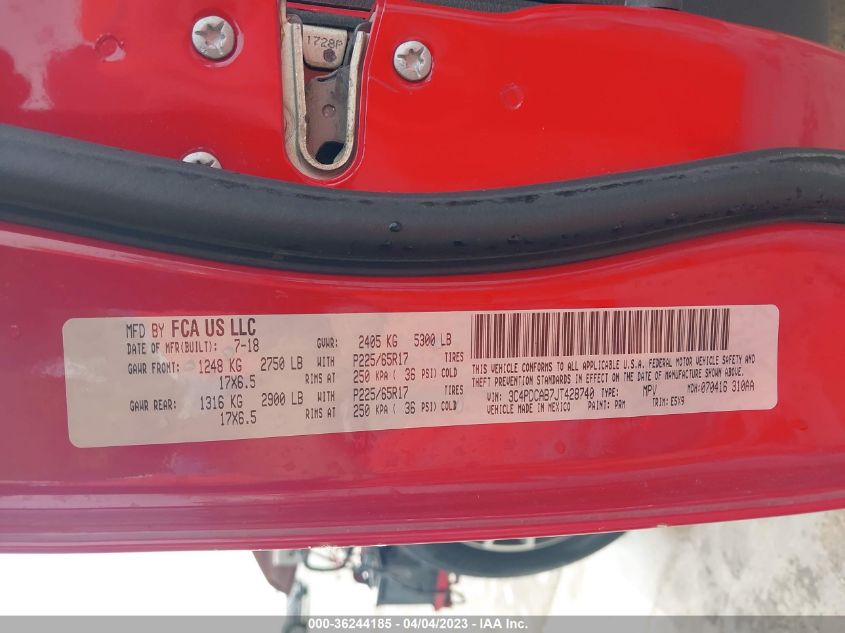 1728P
MFD BY FCA US LLC
DATE OF MFR(BUILT): 7-18 GVWR: 2405 KG 5300 LB
GAWR FRONT: 1248 KG 2750 LB WITH P225/65R17 TIRES
17X6.5 RIMS AT 250 KPA ( 36 PSI) COLD
GAWR REAR: 1316 KG 2900 LB WITH P225/65R17 TIRES
17X6.5 RIMS AT 250 KPA ( 36 PSI) COLD
THIS VEHICLE CONFORMS TO ALL APPLICABLE U.S.A. FEDERAL MOTOR VEHICLE SAFETY AND
THEFT PREVENTION STANDARDS IN EFFECT ON THE DATE OF MANUFACTURE SHOWN ABOVE.
VIN: 3C4PDCAB7JT428740 TYPE: MPV MDH: 070416 310AA
VEHICLE MADE IN MEXICO PAINT: PRM TRIM: E5X9
000-36244185 - 04/04/2023 - IAA Inc.